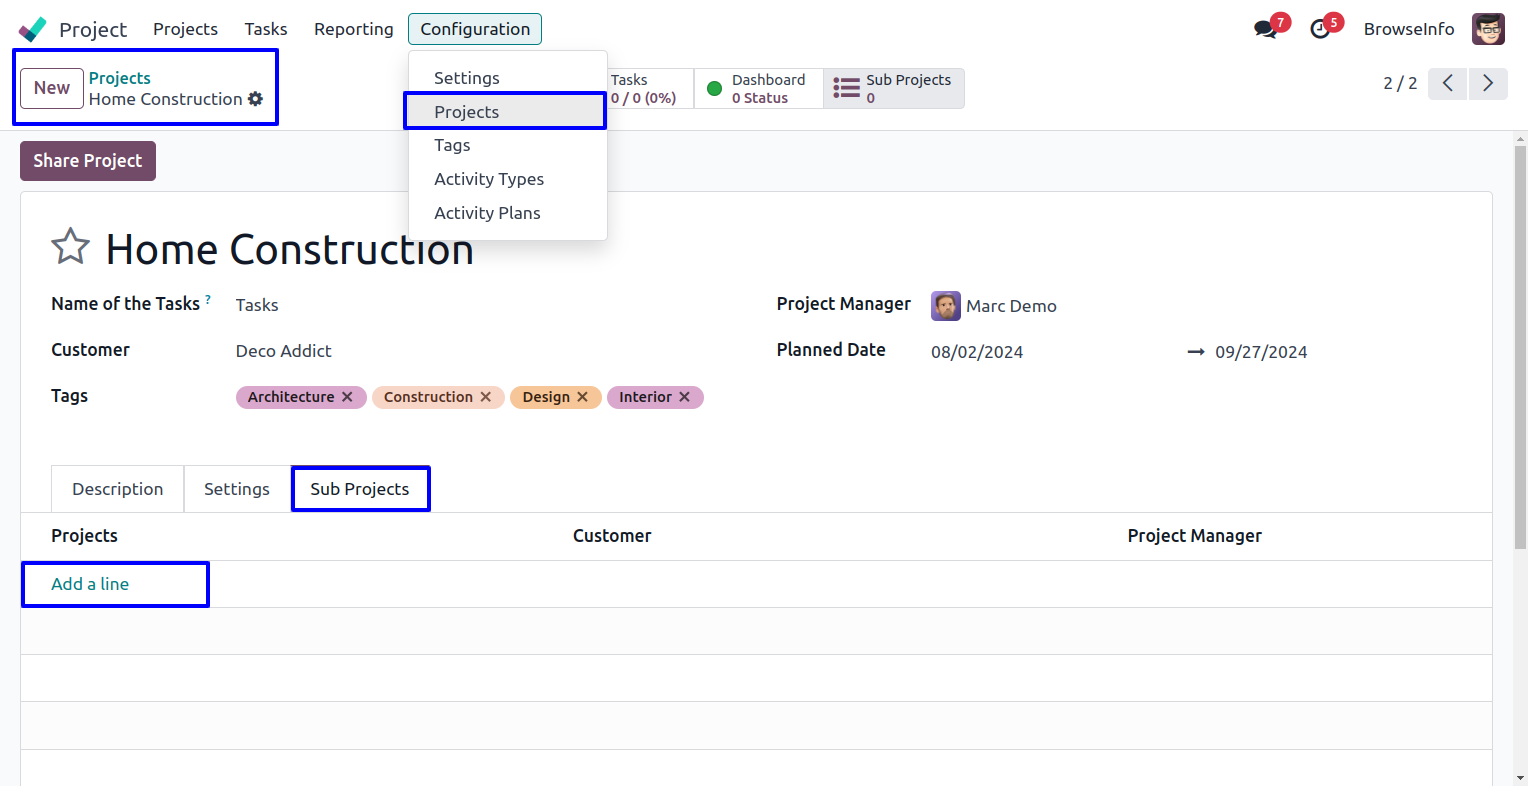 Project Projects Tasks Reporting Configuration 7 5 BrowseInfo
New Projects
Home Construction
Settings
Projects
Tags
Activity Types
Activity Plans
Tasks
0 / 0 (0%)
Dashboard
0 Status
Sub Projects
0
2 / 2
Share Project
Home Construction
Name of the Tasks ? Tasks
Project Manager Marc Demo
Customer Deco Addict
Planned Date 08/02/2024 → 09/27/2024
Tags Architecture ✕ Construction ✕ Design ✕ Interior ✕
Description Settings Sub Projects
Projects Customer Project Manager
Add a line